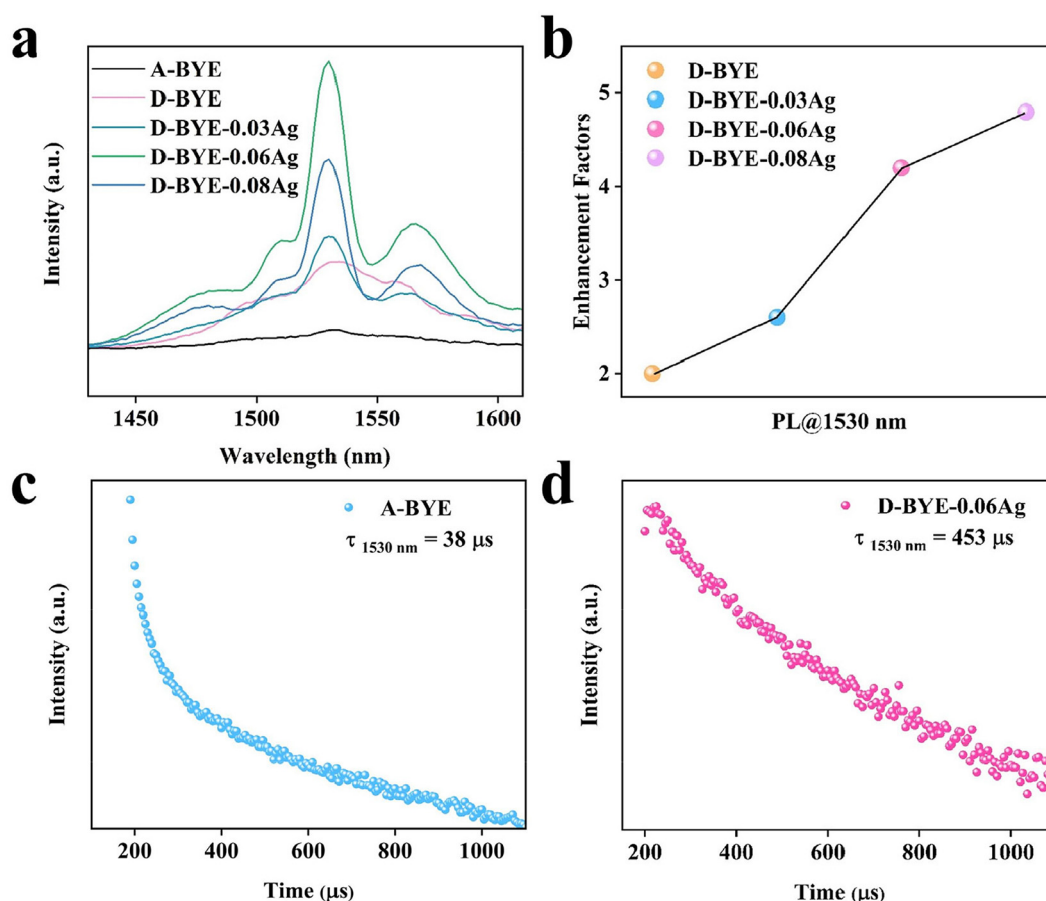 a
A-BYE
D-BYE
D-BYE-0.03Ag
D-BYE-0.06Ag
D-BYE-0.08Ag
Intensity (a.u.)
1450 1500 1550 1600
Wavelength (nm)
b
D-BYE
D-BYE-0.03Ag
D-BYE-0.06Ag
D-BYE-0.08Ag
Enhancement Factors
5
4
3
2
PL@1530 nm
c
A-BYE
τ 1530 nm = 38 μs
Intensity (a.u.)
200 400 600 800 1000
Time (μs)
d
D-BYE-0.06Ag
τ 1530 nm = 453 μs
Intensity (a.u.)
200 400 600 800 1000
Time (μs)